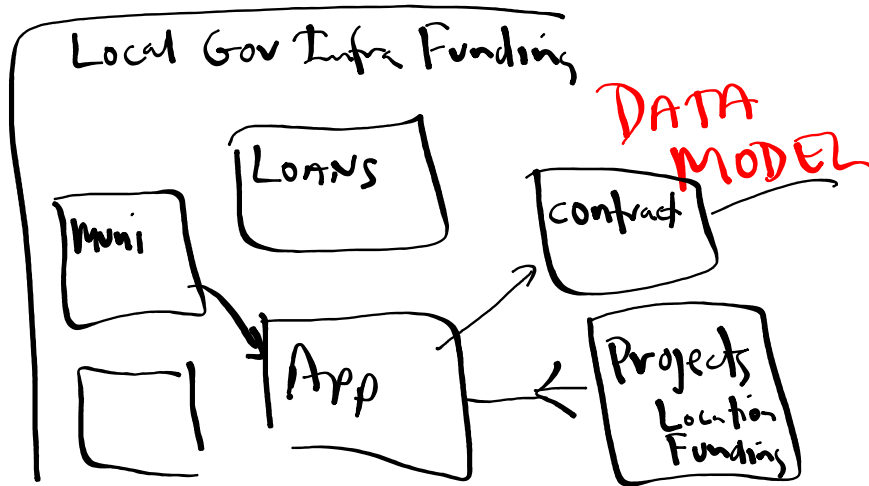 Local Gov Infra Funding
DATA
MODEL
LOANS
contract
Muni
App
Projects
Location
Funding